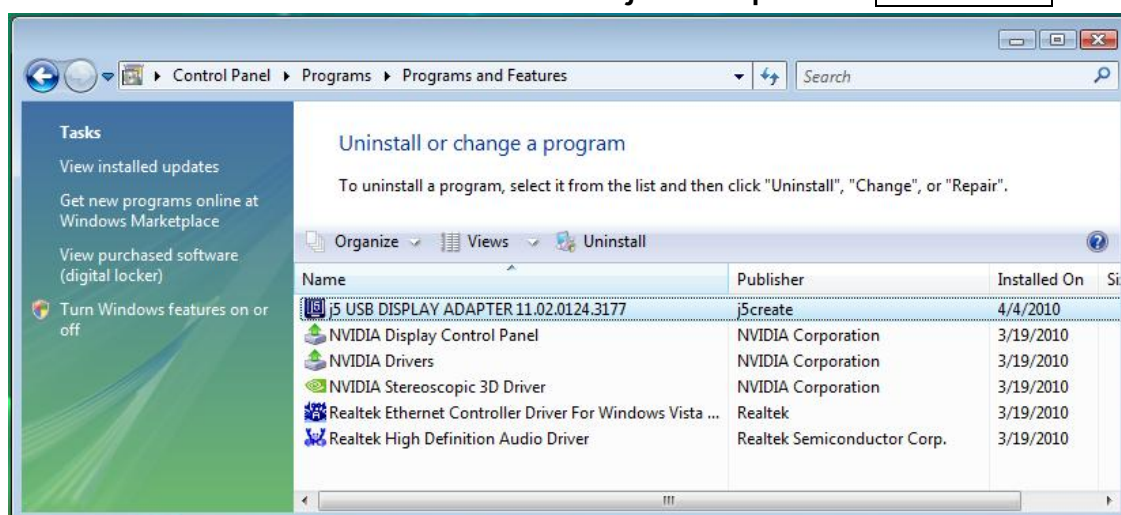 Control Panel ▸ Programs ▸ Programs and Features
Search
Tasks
View installed updates
Get new programs online at
Windows Marketplace
View purchased software
(digital locker)
Turn Windows features on or
off
Uninstall or change a program
To uninstall a program, select it from the list and then click "Uninstall", "Change", or "Repair".
Organize Views Uninstall
Name Publisher Installed On Si
j5 USB DISPLAY ADAPTER 11.02.0124.3177 j5create 4/4/2010
NVIDIA Display Control Panel NVIDIA Corporation 3/19/2010
NVIDIA Drivers NVIDIA Corporation 3/19/2010
NVIDIA Stereoscopic 3D Driver NVIDIA Corporation 3/19/2010
Realtek Ethernet Controller Driver For Windows Vista ... Realtek 3/19/2010
Realtek High Definition Audio Driver Realtek Semiconductor Corp. 3/19/2010